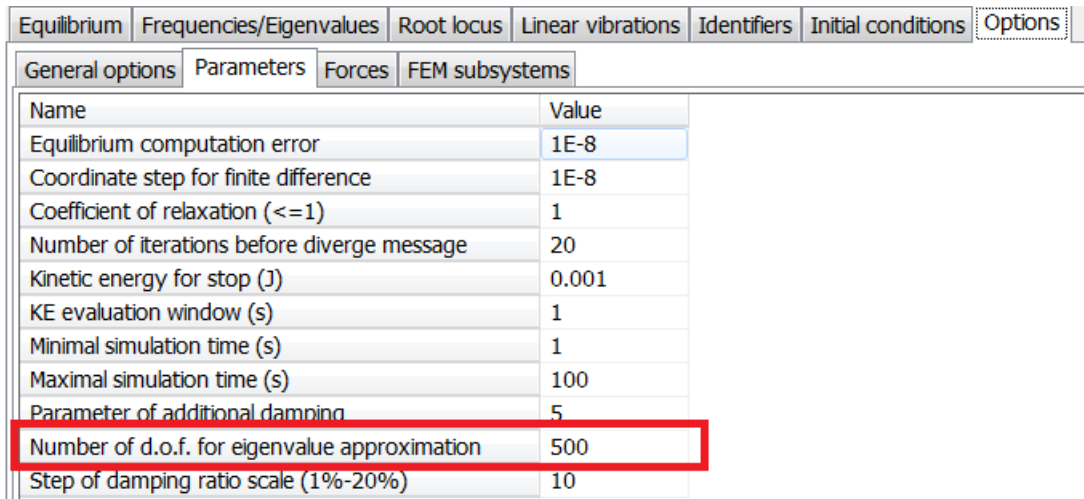 Equilibrium Frequencies/Eigenvalues Root locus Linear vibrations Identifiers Initial conditions Options
General options Parameters Forces FEM subsystems
Name Value
Equilibrium computation error 1E-8
Coordinate step for finite difference 1E-8
Coefficient of relaxation (<=1) 1
Number of iterations before diverge message 20
Kinetic energy for stop (J) 0.001
KE evaluation window (s) 1
Minimal simulation time (s) 1
Maximal simulation time (s) 100
Parameter of additional damping 5
Number of d.o.f. for eigenvalue approximation 500
Step of damping ratio scale (1%-20%) 10